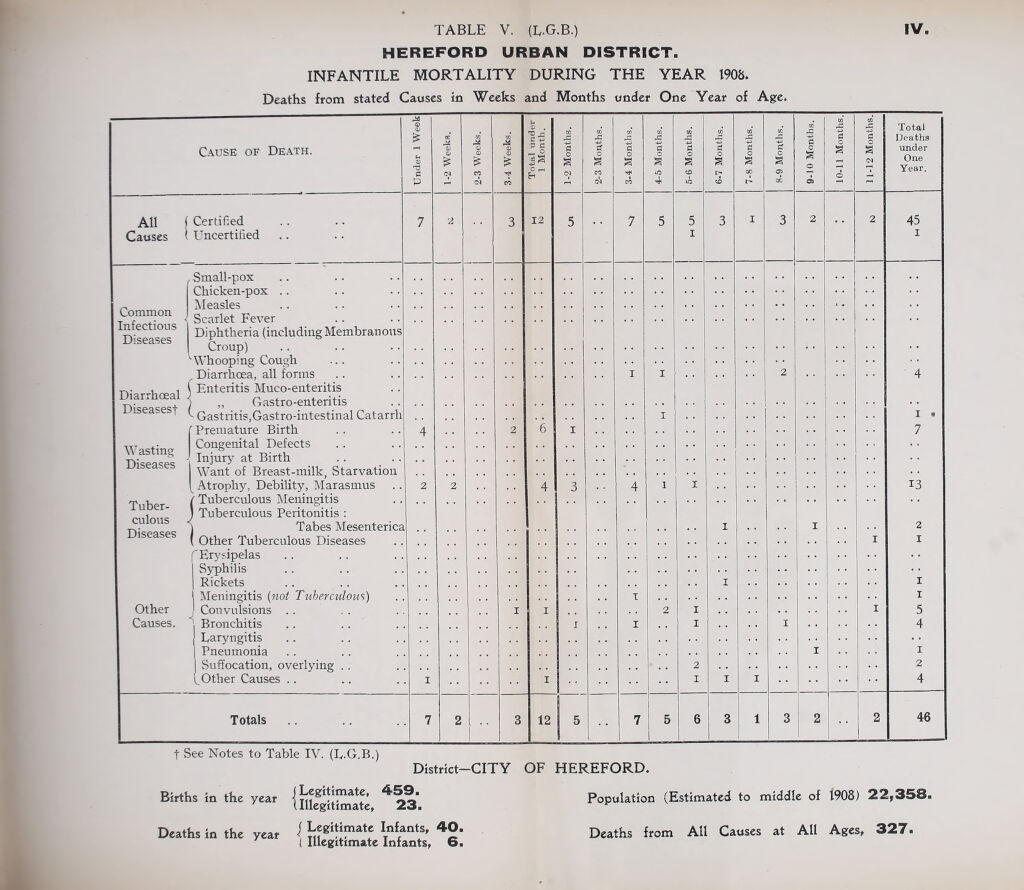 TABLE V. (L.G.B.) IV.
HEREFORD URBAN DISTRICT.
INFANTILE MORTALITY DURING THE YEAR 1908.
Deaths from stated Causes in Weeks and Months under One Year of Age.
CAUSE OF DEATH. Under 1 Week 1-2 Weeks. 2-3 Weeks. 3-4 Weeks. Total under 1 Month. 1-2 Months. 2-3 Months. 3-4 Months. 4-5 Months. 5-6 Months. 6-7 Months. 7-8 Months. 8-9 Months. 9-10 Months. 10-11 Months. 11-12 Months. Total Deaths under One Year.
All Causes { Certified .. .. 7 2 .. 3 12 5 .. 7 5 5 3 1 3 2 .. 2 45
Uncertified .. .. 1 1
Common Infectious Diseases
Small-pox .. .. .. .. .. .. .. .. .. .. .. .. .. .. .. .. .. .. .. ..
Chicken-pox .. .. .. .. .. .. .. .. .. .. .. .. .. .. .. .. .. .. .. ..
Measles .. .. .. .. .. .. .. .. .. .. .. .. .. .. .. .. .. .. .. ..
Scarlet Fever .. .. .. .. .. .. .. .. .. .. .. .. .. .. .. .. .. .. ..
Diphtheria (including Membranous
Croup) .. .. .. .. .. .. .. .. .. .. .. .. .. .. .. .. .. .. .. ..
Whooping Cough .. .. .. .. .. .. .. .. .. .. .. .. .. .. .. .. .. .. ..
Diarrhœal Diseases†
Diarrhœa, all forms .. .. .. .. .. .. .. .. .. 1 1 .. .. .. 2 .. .. .. 4
Enteritis Muco-enteritis .. .. .. .. .. .. .. .. .. .. .. .. .. .. .. .. .. ..
„ Gastro-enteritis .. .. .. .. .. .. .. .. .. .. .. .. .. .. .. .. .. ..
Gastritis, Gastro-intestinal Catarrh .. .. .. .. .. .. .. .. 1 .. .. .. .. .. .. .. 1
Wasting Diseases
Premature Birth .. .. 4 .. .. 2 6 1 .. .. .. .. .. .. .. .. .. .. 7
Congenital Defects .. .. .. .. .. .. .. .. .. .. .. .. .. .. .. .. .. .. ..
Injury at Birth .. .. .. .. .. .. .. .. .. .. .. .. .. .. .. .. .. .. ..
Want of Breast-milk, Starvation .. .. .. .. .. .. .. .. .. .. .. .. .. .. .. .. ..
Atrophy, Debility, Marasmus .. 2 2 .. .. 4 3 .. 4 1 1 .. .. .. .. .. .. 13
Tuberculous Diseases
Tuberculous Meningitis .. .. .. .. .. .. .. .. .. .. .. .. .. .. .. .. .. ..
Tuberculous Peritonitis :
Tabes Mesenterica .. .. .. .. .. .. .. .. .. .. 1 .. .. 1 .. .. 2
Other Tuberculous Diseases .. .. .. .. .. .. .. .. .. .. .. .. .. .. .. .. 1 1
Other Causes.
Erysipelas .. .. .. .. .. .. .. .. .. .. .. .. .. .. .. .. .. .. .. ..
Syphilis .. .. .. .. .. .. .. .. .. .. .. .. .. .. .. .. .. .. .. ..
Rickets .. .. .. .. .. .. .. .. .. .. .. .. .. 1 .. .. .. .. .. 1
Meningitis (not Tuberculous) .. .. .. .. .. .. .. .. 1 .. .. .. .. .. .. .. .. 1
Convulsions .. .. .. .. .. .. 1 1 .. .. .. 2 1 .. .. .. .. .. 1 5
Bronchitis .. .. .. .. .. .. .. .. 1 .. 1 .. 1 .. .. 1 .. .. .. 4
Laryngitis .. .. .. .. .. .. .. .. .. .. .. .. .. .. .. .. .. .. .. ..
Pneumonia .. .. .. .. .. .. .. .. .. .. .. .. .. .. .. .. 1 .. .. 1
Suffocation, overlying .. .. .. .. .. .. .. .. .. .. .. 2 .. .. .. .. .. .. 2
Other Causes .. .. .. 1 .. .. .. 1 .. .. .. .. 1 1 1 .. .. .. .. 4
Totals .. .. .. 7 2 .. 3 12 5 .. 7 5 6 3 1 3 2 .. 2 46
† See Notes to Table IV. (L.G.B.)
District—CITY OF HEREFORD.
Births in the year { Legitimate, 459.
Illegitimate, 23.
Population (Estimated to middle of 1908) 22,358.
Deaths in the year { Legitimate Infants, 40.
Illegitimate Infants, 6.
Deaths from All Causes at All Ages, 327.